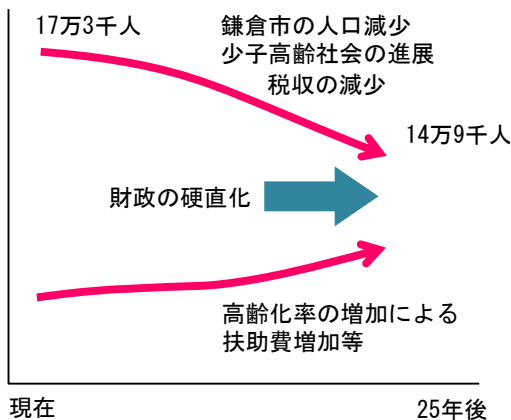 17万3千人
鎌倉市の人口減少
少子高齢社会の進展
税収の減少
14万9千人
財政の硬直化
高齢化率の増加による
扶助費増加等
現在
25年後